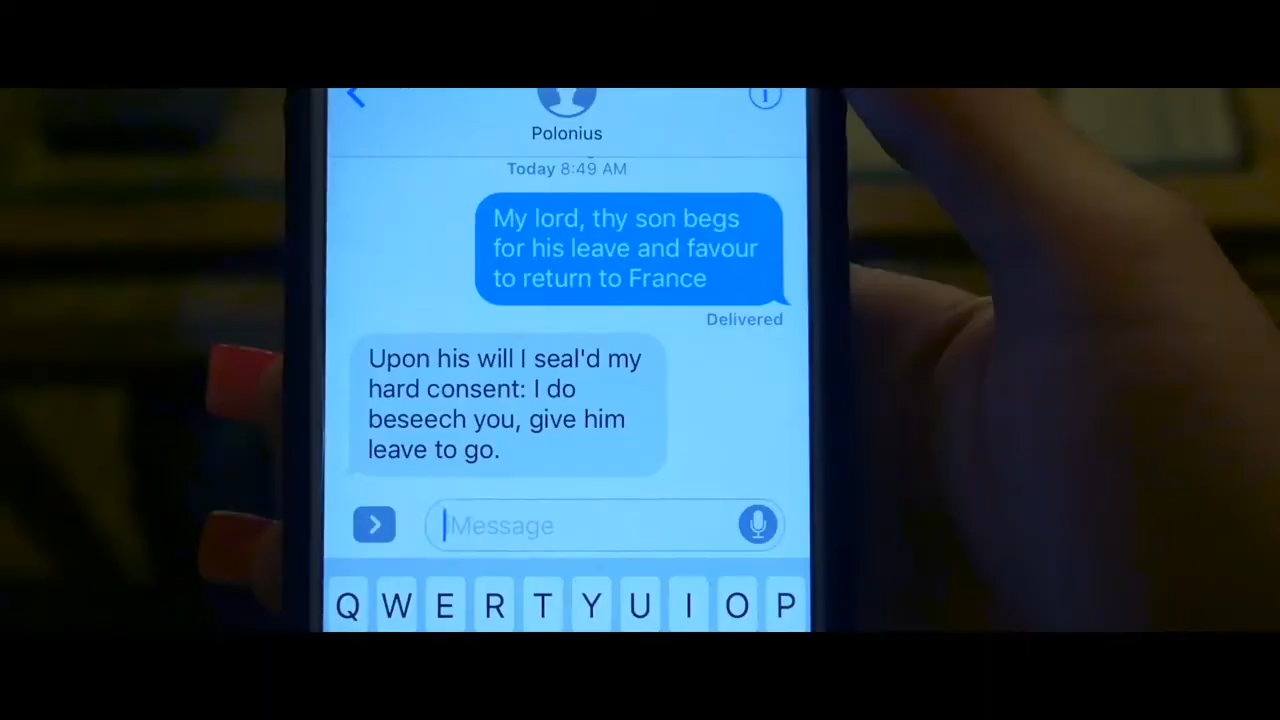 Polonius
Today 8:49 AM
My lord, thy son begs
for his leave and favour
to return to France
Delivered
Upon his will I seal'd my
hard consent: I do
beseech you, give him
leave to go.
Message
Q W E R T Y U I O P